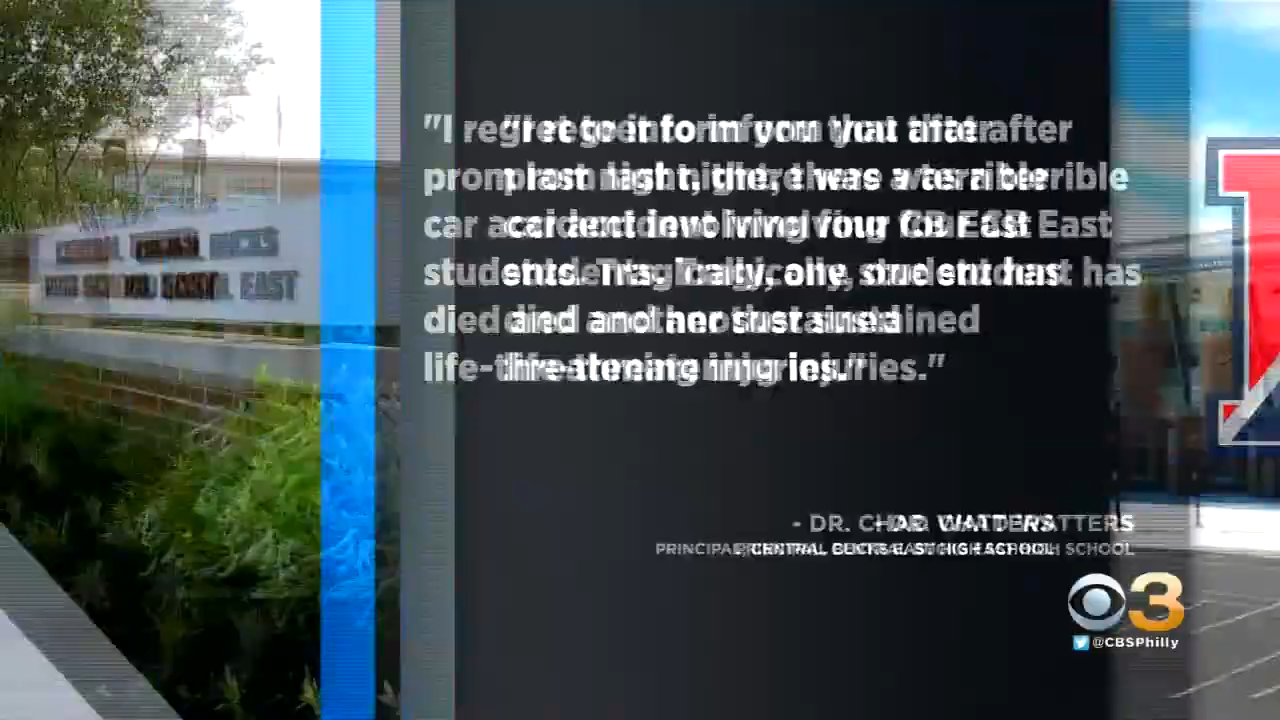 "I regret to inform you that after
prom last night, there was a terrible
car accident involving four CB East
students. Tragically, one student has
died and another sustained
life-threatening injuries."
- DR. CHAD WATTERS
PRINCIPAL, CENTRAL BUCKS EAST HIGH SCHOOL
EAST
3
@CBSPhilly